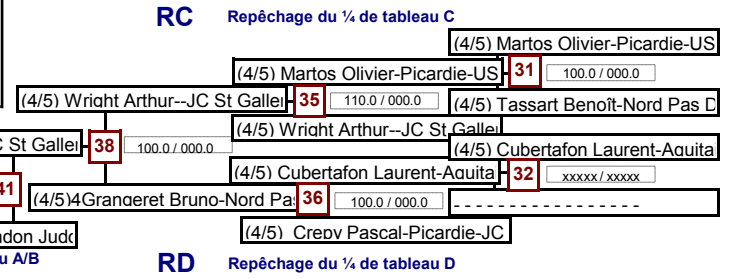 RC Repêchage du ¼ de tableau C
(4/5) Martos Olivier-Picardie-US
(4/5) Martos Olivier-Picardie-US 31 100.0 / 000.0
(4/5) Wright Arthur--JC St Galle 35 110.0 / 000.0 (4/5) Tassart Benoît-Nord Pas D
(4/5) Wright Arthur--JC St Galle
St Galle 38 100.0 / 000.0 (4/5) Cubertafon Laurent-Aquita
(4/5) Cubertafon Laurent-Aquita 32 xxxxx / xxxxx
41 (4/5)4Grangeret Bruno-Nord Pas 36 100.0 / 000.0 - - - - - - - - - - - - - - - - -
don Judo (4/5) Crepy Pascal-Picardie-JC
u A/B RD Repêchage du ¼ de tableau D